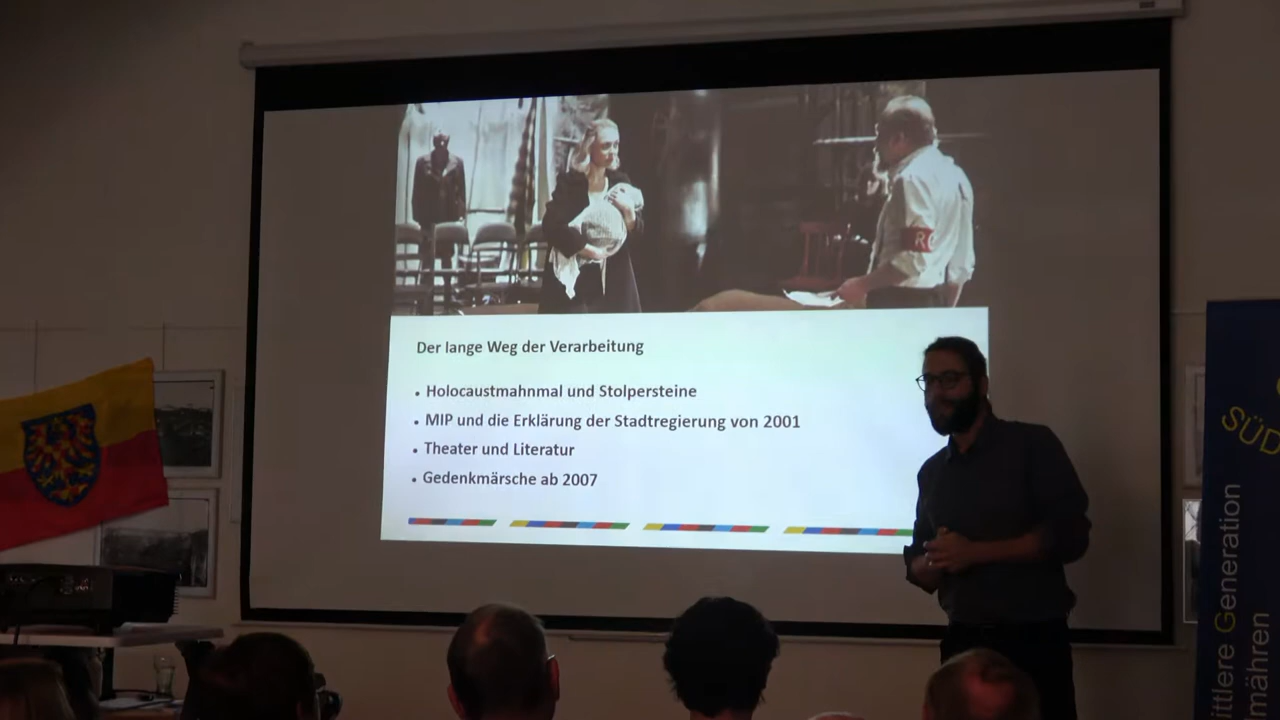 RG
Der lange Weg der Verarbeitung
• Holocaustmahnmal und Stolpersteine
• MIP und die Erklärung der Stadtregierung von 2001
• Theater und Literatur
• Gedenkmärsche ab 2007
SÜD
ittlere Generation
mähren